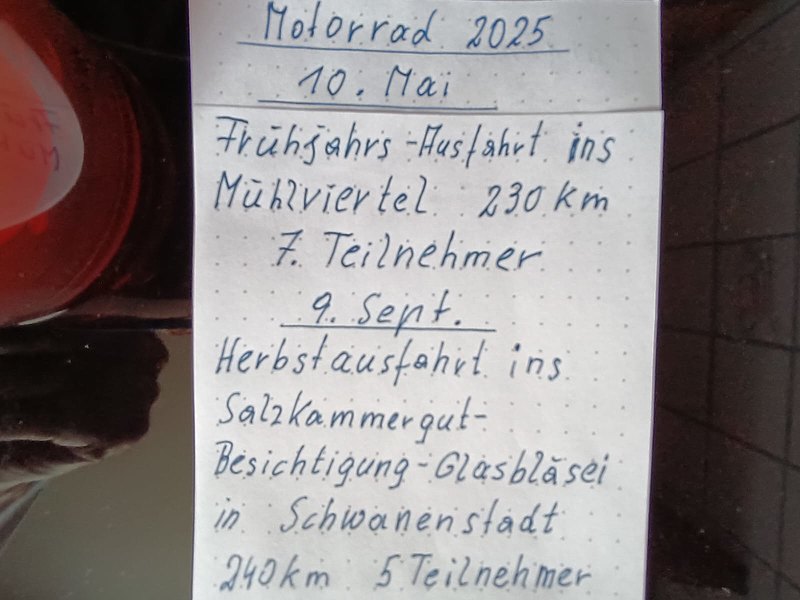 Motorrad 2025
10. Mai
Frühjahrs-Ausfahrt ins
Mühlviertel 230 km
7. Teilnehmer
9. Sept.
Herbstausfahrt ins
Salzkammergut-
Besichtigung-Glasbläsei
in Schwanenstadt
240km 5 Teilnehmer